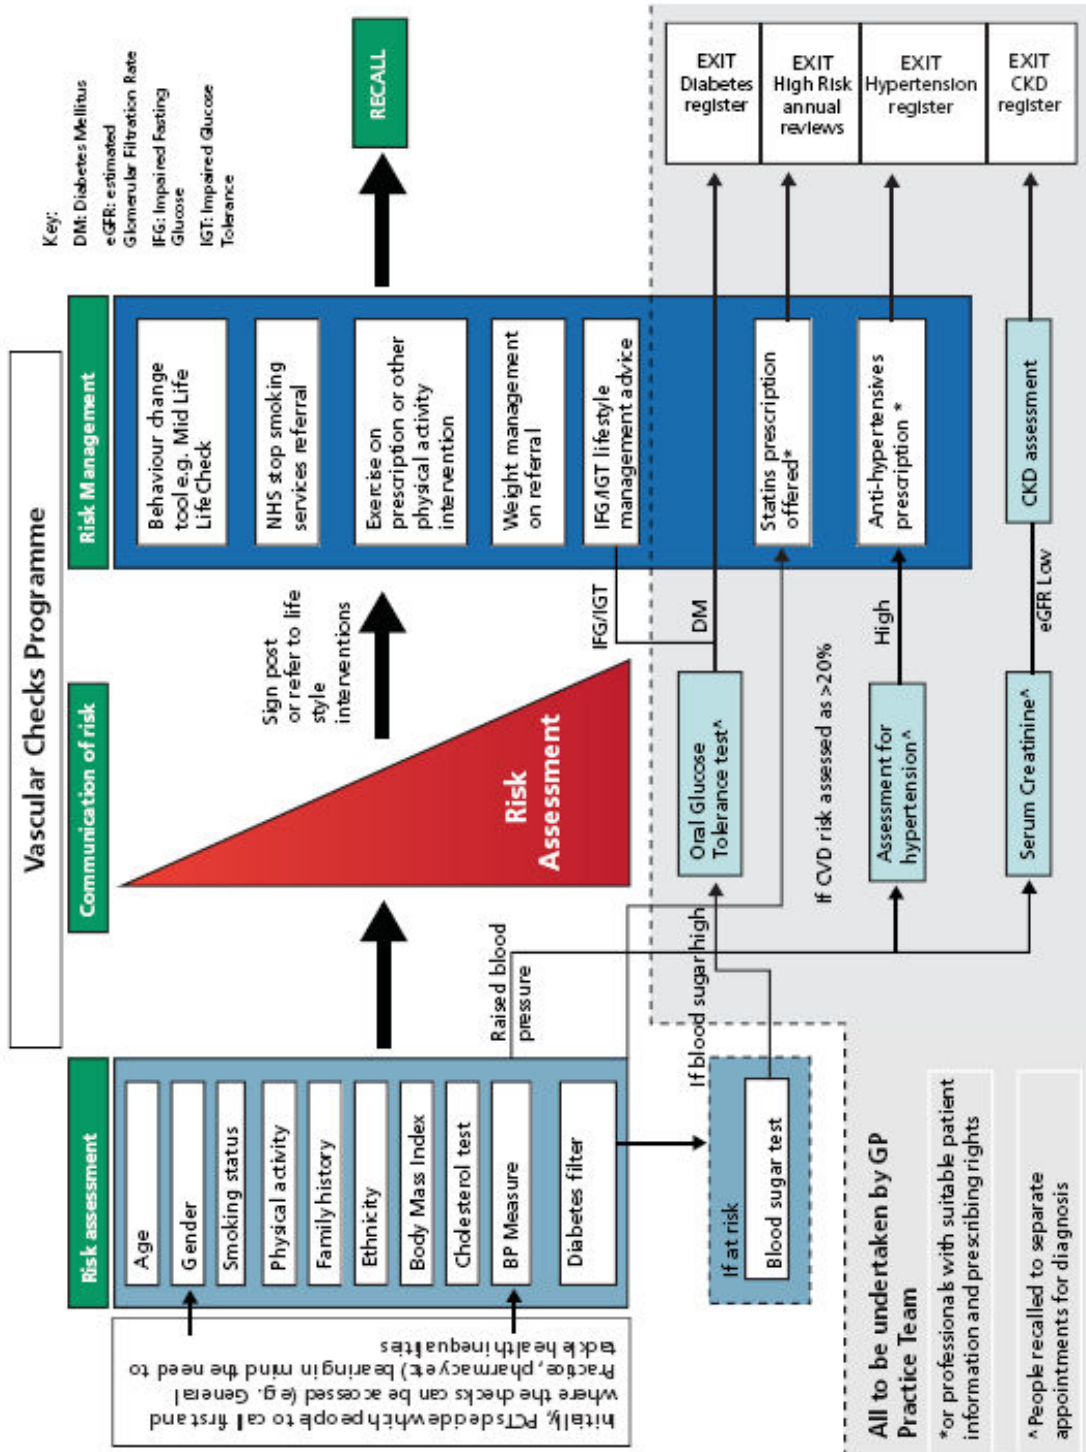 Vascular Checks Programme
Risk assessment
Communication of risk
Risk Management
Key:
DM: Diabetes Mellitus
eGFR: estimated
Glomerular Filtration Rate
IFG: Impaired Fasting
Glucose
IGT: Impaired Glucose
Tolerance
Initially, PCTs decide which people to call first and
where the checks can be accessed (e.g. General
Practice, pharmacy etc) bearing in mind the need to
tackle health inequalities
Age
Gender
Smoking status
Physical activity
Family history
Ethnicity
Body Mass Index
Cholesterol test
BP Measure
Diabetes filter
If at risk
Blood sugar test
Raised blood
pressure
If blood sugar high
Risk
Assessment
Sign post
or refer to life
style
interventions
Behaviour change
tool e.g. Mid Life
LifeCheck
NHS stop smoking
services referral
Exercise on
prescription or other
physical activity
intervention
Weight management
on referral
IFG/IGT lifestyle
management advice
RECALL
Oral Glucose
Tolerance test^
IFG/IGT
DM
If CVD risk assessed as >20%
Statins prescription
offered*
Assessment for
hypertension^
High
Anti-hypertensives
prescription *
Serum Creatinine^
eGFR Low
CKD assessment
EXIT
Diabetes
register
EXIT
High Risk
annual
reviews
EXIT
Hypertension
register
EXIT
CKD
register
All to be undertaken by GP
Practice Team
*or professionals with suitable patient
information and prescribing rights
^People recalled to separate
appointments for diagnosis